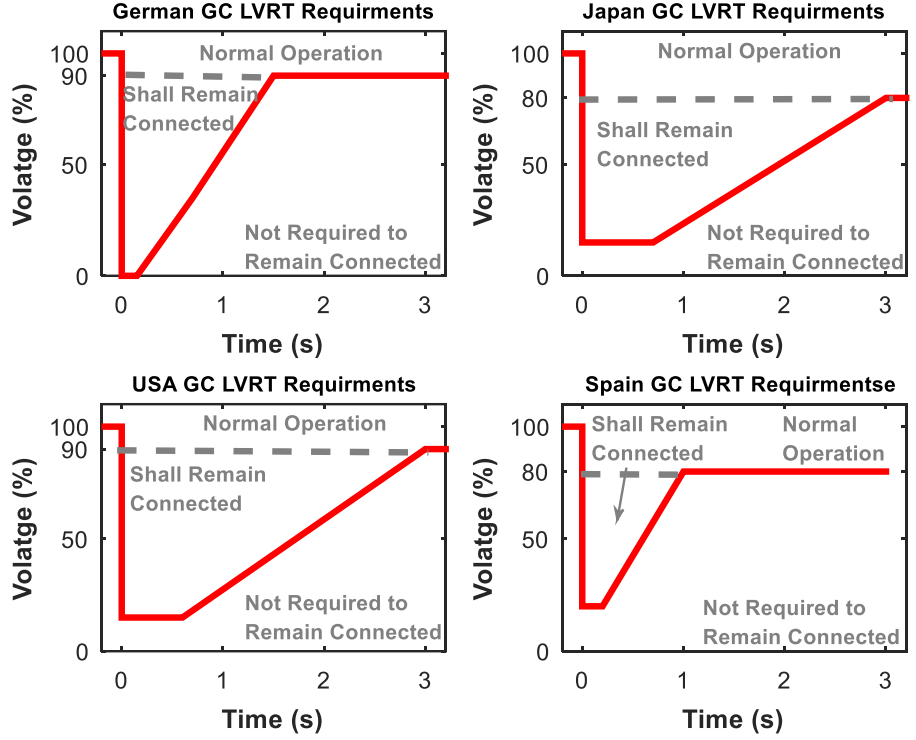 German GC LVRT Requirments
100
90
50
0
Volatge (%)
Normal Operation
Shall Remain
Connected
Not Required to
Remain Connected
0 1 2 3
Time (s)
Japan GC LVRT Requirments
100
80
50
0
Volatge (%)
Normal Operation
Shall Remain
Connected
Not Required to
Remain Connected
0 1 2 3
Time (s)
USA GC LVRT Requirments
100
90
50
0
Volatge (%)
Normal Operation
Shall Remain
Connected
Not Required to
Remain Connected
0 1 2 3
Time (s)
Spain GC LVRT Requirmentse
100
80
50
0
Volatge (%)
Shall Remain
Connected
Normal
Operation
Not Required to
Remain Connected
0 1 2 3
Time (s)